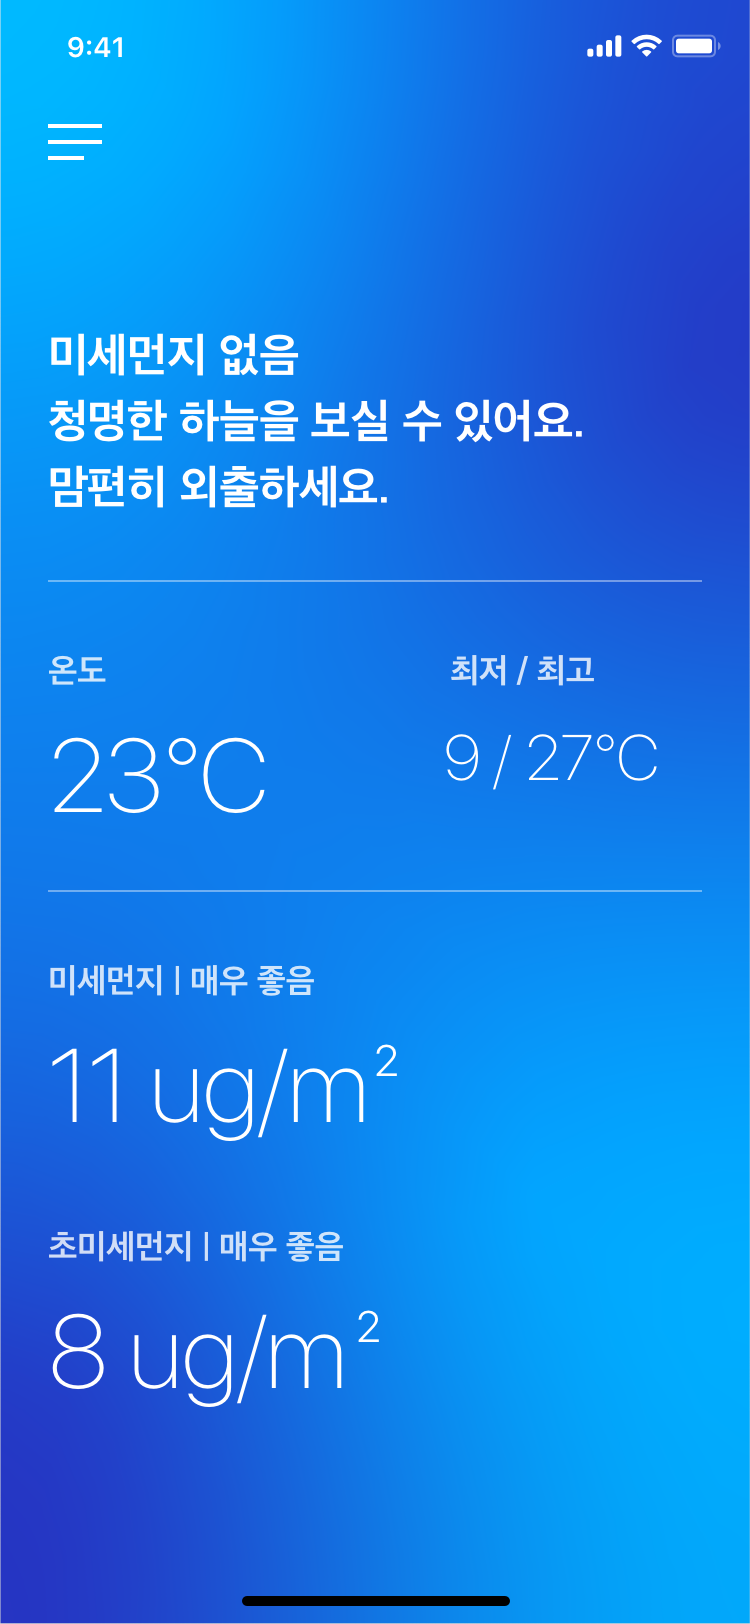 9:41
미세먼지 없음
청명한 하늘을 보실 수 있어요.
맘편히 외출하세요.
온도
23°C
최저 / 최고
9 / 27°C
미세먼지 | 매우 좋음
11 ug/m²
초미세먼지 | 매우 좋음
8 ug/m²